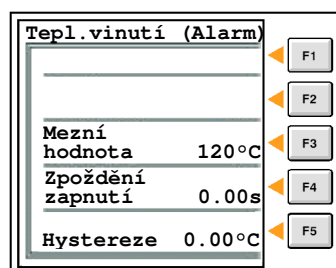 Tepl.vinutí (Alarm)
F1
F2
Mezní
hodnota 120°C
F3
Zpoždění
zapnutí 0.00s
F4
Hystereze 0.00°C
F5